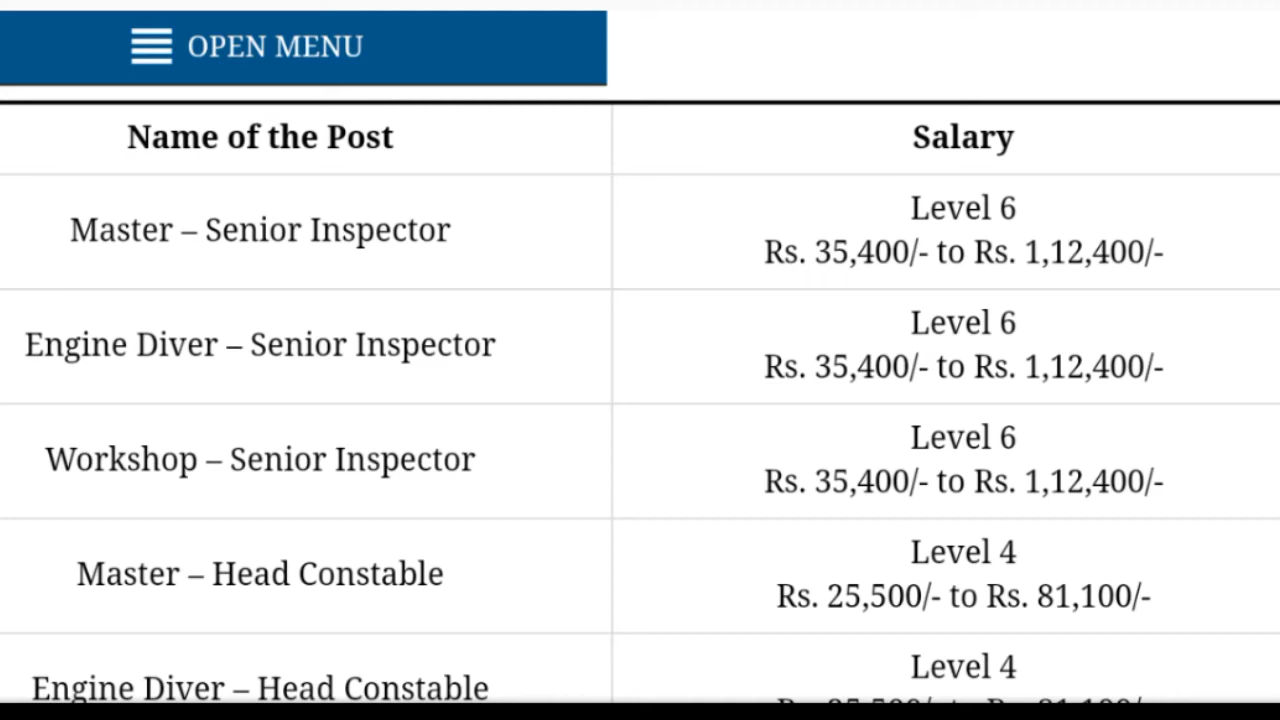 OPEN MENU
Name of the Post
Salary
Master – Senior Inspector
Level 6
Rs. 35,400/- to Rs. 1,12,400/-
Engine Diver – Senior Inspector
Level 6
Rs. 35,400/- to Rs. 1,12,400/-
Workshop – Senior Inspector
Level 6
Rs. 35,400/- to Rs. 1,12,400/-
Master – Head Constable
Level 4
Rs. 25,500/- to Rs. 81,100/-
Engine Diver – Head Constable
Level 4